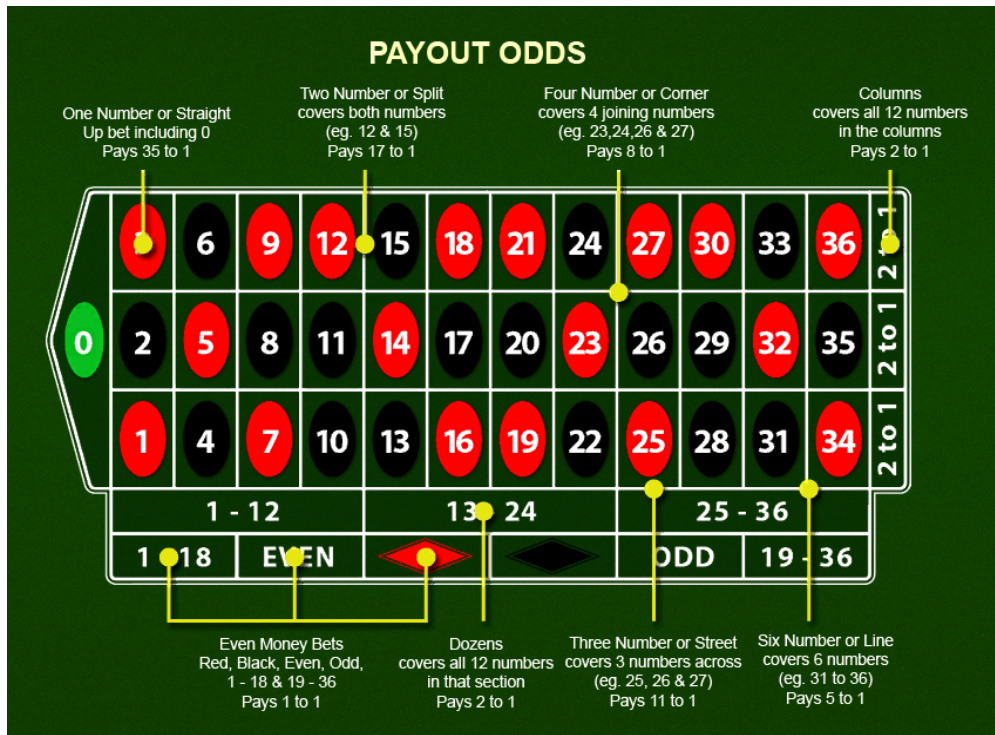 PAYOUT ODDS
One Number or Straight
Up bet including 0
Pays 35 to 1
Two Number or Split
covers both numbers
(eg. 12 & 15)
Pays 17 to 1
Four Number or Corner
covers 4 joining numbers
(eg. 23,24,26 & 27)
Pays 8 to 1
Columns
covers all 12 numbers
in the columns
Pays 2 to 1
6 9 12 15 18 21 24 27 30 33 36 2 to 1
0 2 5 8 11 14 17 20 23 26 29 32 35 2 to 1
1 4 7 10 13 16 19 22 25 28 31 34 2 to 1
1 - 12 13 - 24 25 - 36
1 - 18 EVEN ODD 19 - 36
Even Money Bets
Red, Black, Even, Odd,
1 - 18 & 19 - 36
Pays 1 to 1
Dozens
covers all 12 numbers
in that section
Pays 2 to 1
Three Number or Street
covers 3 numbers across
(eg. 25, 26 & 27)
Pays 11 to 1
Six Number or Line
covers 6 numbers
(eg. 31 to 36)
Pays 5 to 1